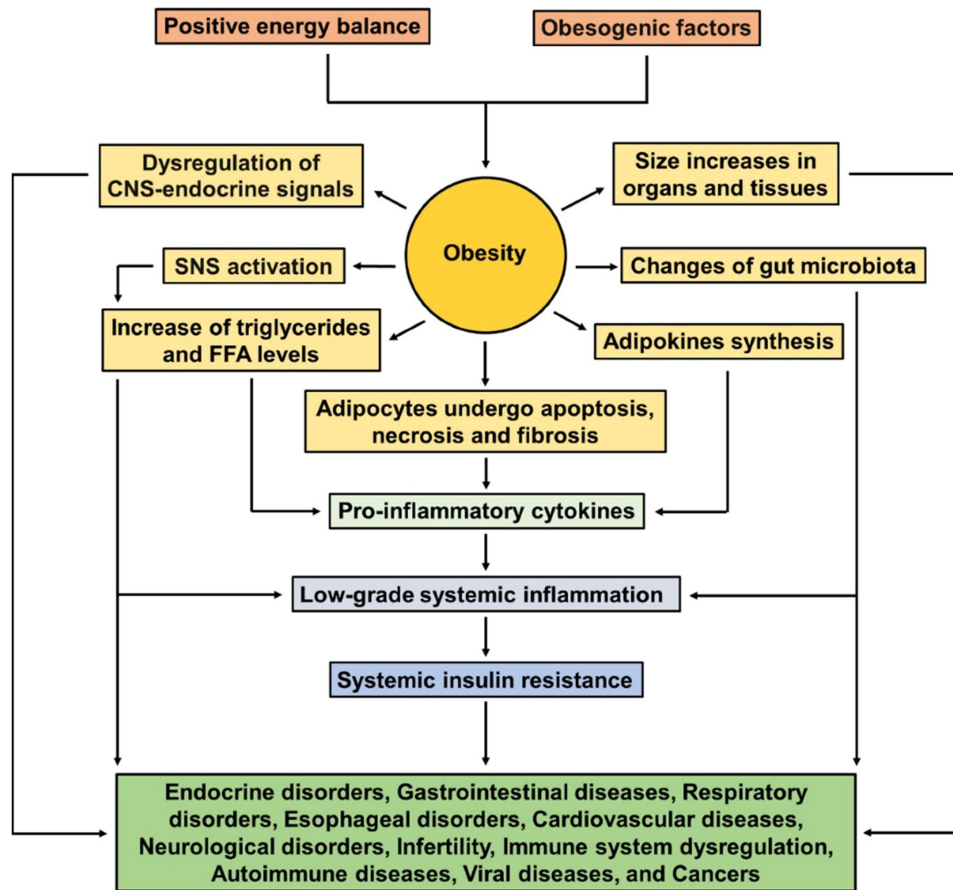 Positive energy balance
Obesogenic factors
Dysregulation of
CNS-endocrine signals
Size increases in
organs and tissues
Obesity
SNS activation
Changes of gut microbiota
Increase of triglycerides
and FFA levels
Adipokines synthesis
Adipocytes undergo apoptosis,
necrosis and fibrosis
Pro-inflammatory cytokines
Low-grade systemic inflammation
Systemic insulin resistance
Endocrine disorders, Gastrointestinal diseases, Respiratory
disorders, Esophageal disorders, Cardiovascular diseases,
Neurological disorders, Infertility, Immune system dysregulation,
Autoimmune diseases, Viral diseases, and Cancers